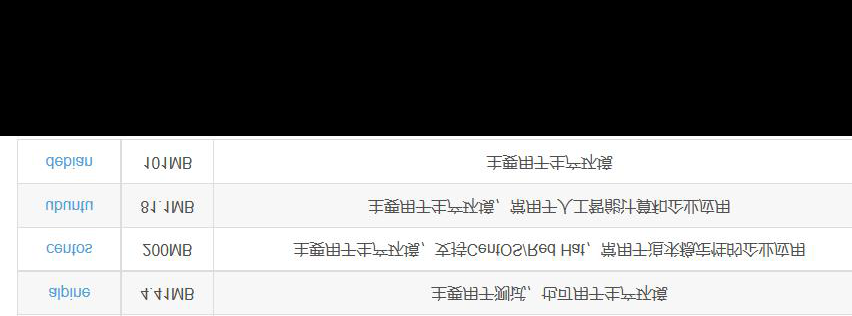 alpine 4.41MB 主要用于测试，也可用于生产环境
centos 200MB 主要用于生产环境，支持CentOS/Red Hat，常用于追求稳定性的企业应用
ubuntu 81.1MB 主要用于生产环境，常用于人工智能计算和企业应用
debian 101MB 主要用于生产环境